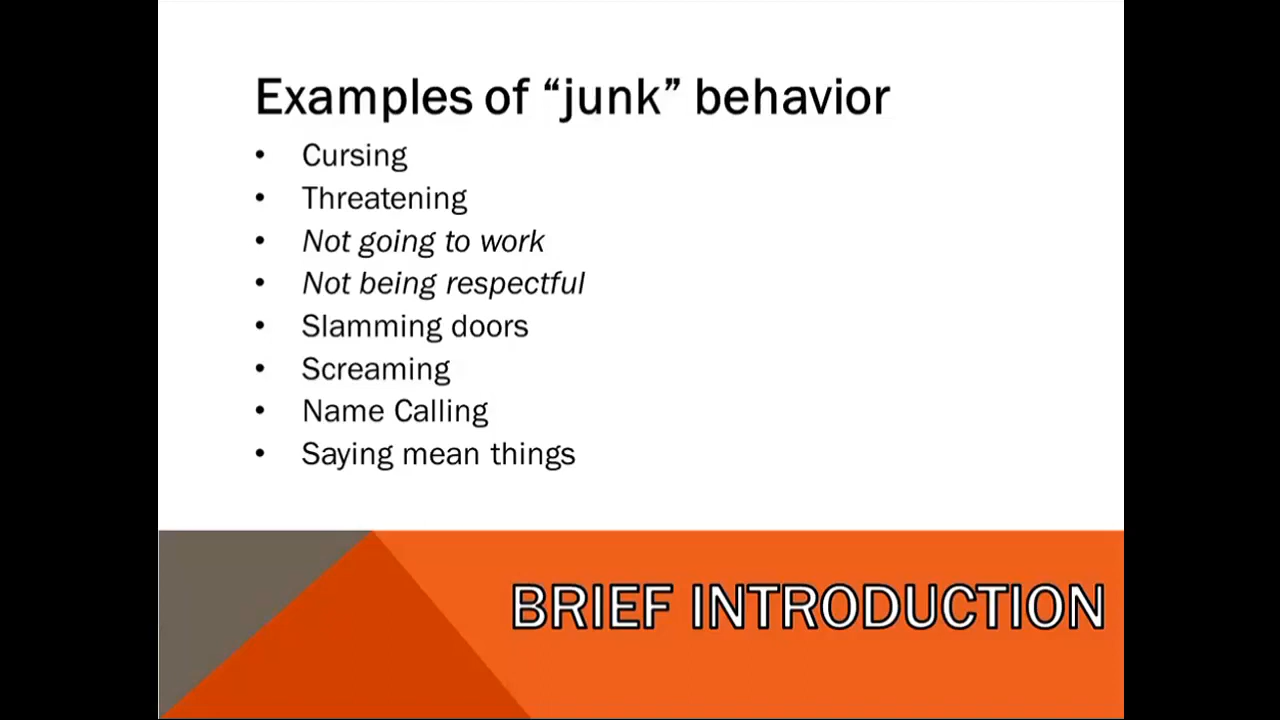 Examples of “junk” behavior
• Cursing
• Threatening
• Not going to work
• Not being respectful
• Slamming doors
• Screaming
• Name Calling
• Saying mean things
BRIEF INTRODUCTION